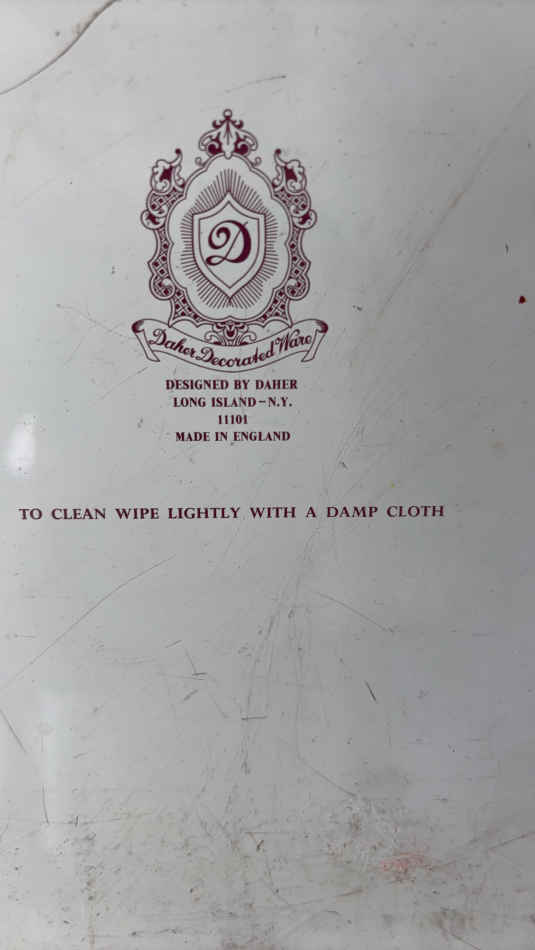 D
Daher Decorated Ware
DESIGNED BY DAHER
LONG ISLAND - N.Y.
11101
MADE IN ENGLAND
TO CLEAN WIPE LIGHTLY WITH A DAMP CLOTH